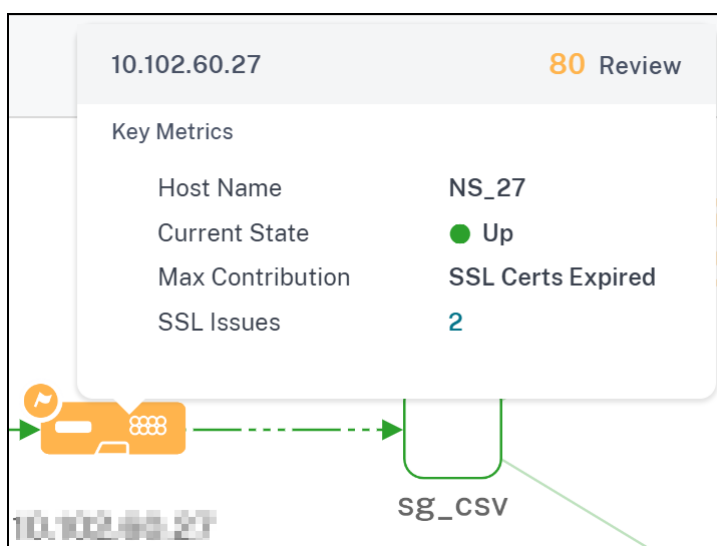 10.102.60.27 80 Review
Key Metrics
Host Name NS_27
Current State Up
Max Contribution SSL Certs Expired
SSL Issues 2
sg_csv